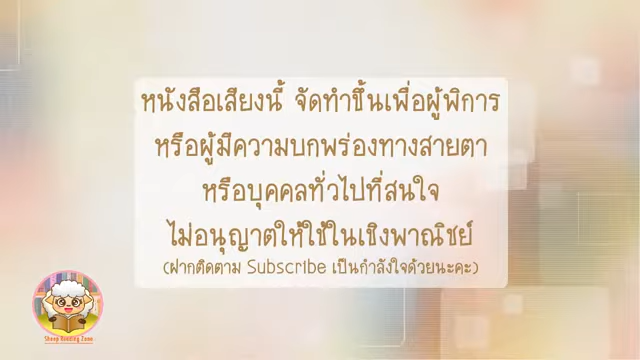 หนังสือเสียงนี้ จัดทำขึ้นเพื่อผู้พิการ
หรือผู้มีความบกพร่องทางสายตา
หรือบุคคลทั่วไปที่สนใจ
ไม่อนุญาตให้ใช้ในเชิงพาณิชย์
(ฝากติดตาม Subscribe เป็นกำลังใจด้วยนะคะ)
Sheep Reading Zone